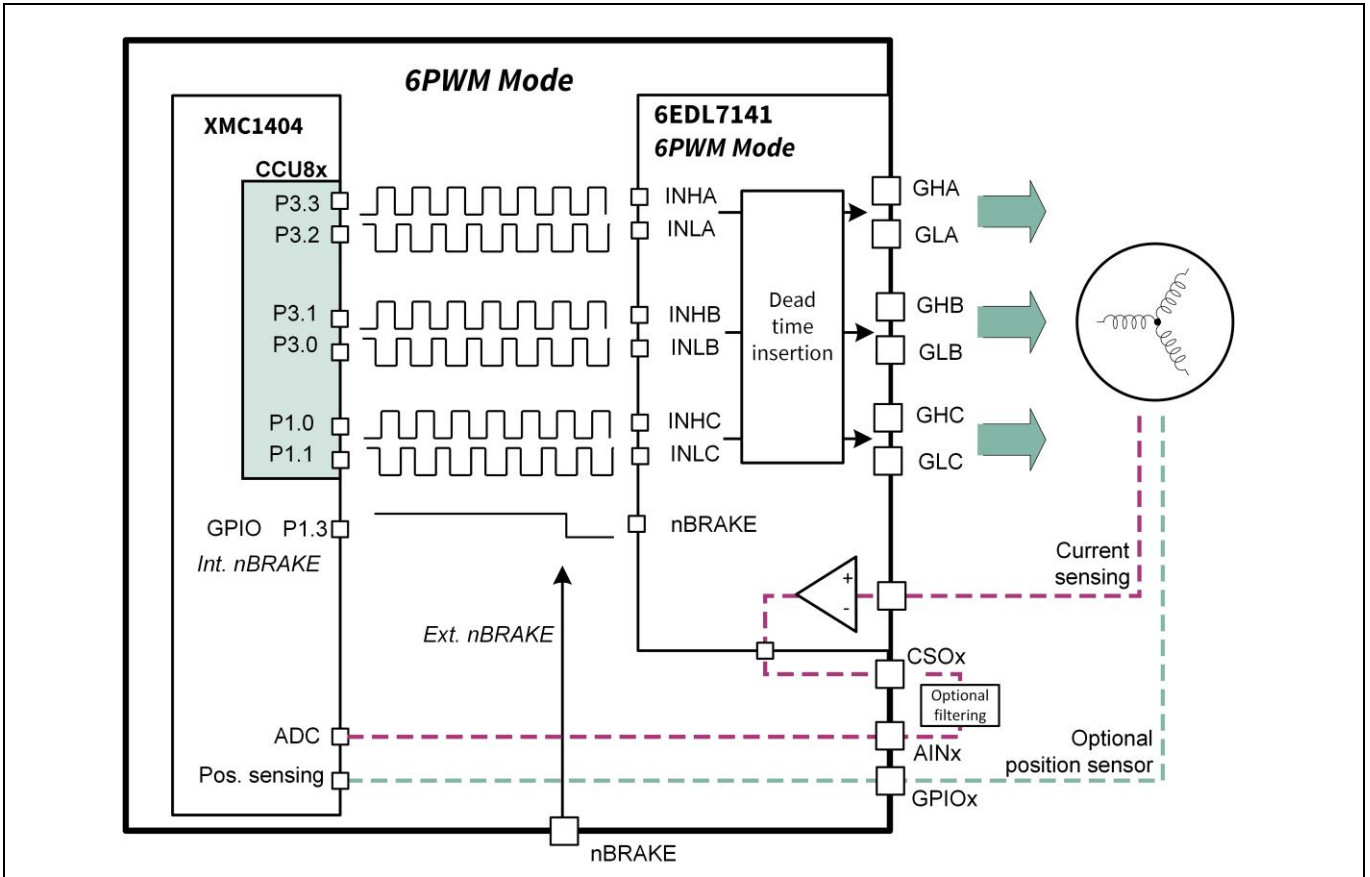 6PWM Mode
XMC1404
CCU8x
P3.3
P3.2
P3.1
P3.0
P1.0
P1.1
GPIO P1.3
Int. nBRAKE
ADC
Pos. sensing
Ext. nBRAKE
nBRAKE
6EDL7141
6PWM Mode
INHA
INLA
INHB
INLB
INHC
INLC
nBRAKE
Dead
time
insertion
+
-
GHA
GLA
GHB
GLB
GHC
GLC
Current
sensing
CSOx
Optional
filtering
AINx
Optional
position sensor
GPIOx